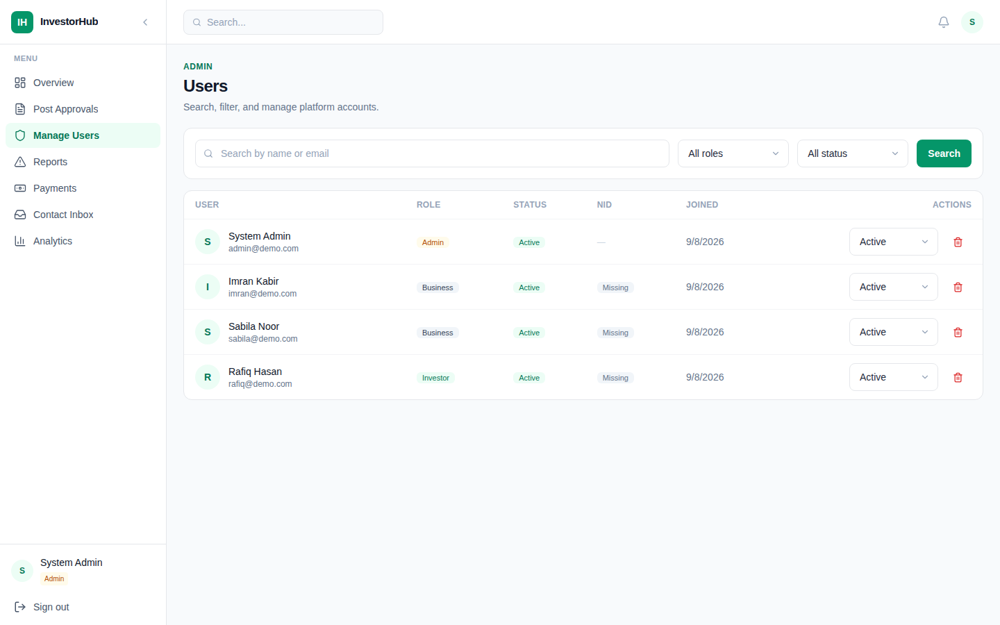 IH InvestorHub
Search...
S
MENU
Overview
Post Approvals
Manage Users
Reports
Payments
Contact Inbox
Analytics
ADMIN
Users
Search, filter, and manage platform accounts.
Search by name or email
All roles
All status
Search
USER ROLE STATUS NID JOINED ACTIONS
S System Admin
admin@demo.com
Admin Active — 9/8/2026 Active
I Imran Kabir
imran@demo.com
Business Active Missing 9/8/2026 Active
S Sabila Noor
sabila@demo.com
Business Active Missing 9/8/2026 Active
R Rafiq Hasan
rafiq@demo.com
Investor Active Missing 9/8/2026 Active
S System Admin
Admin
Sign out